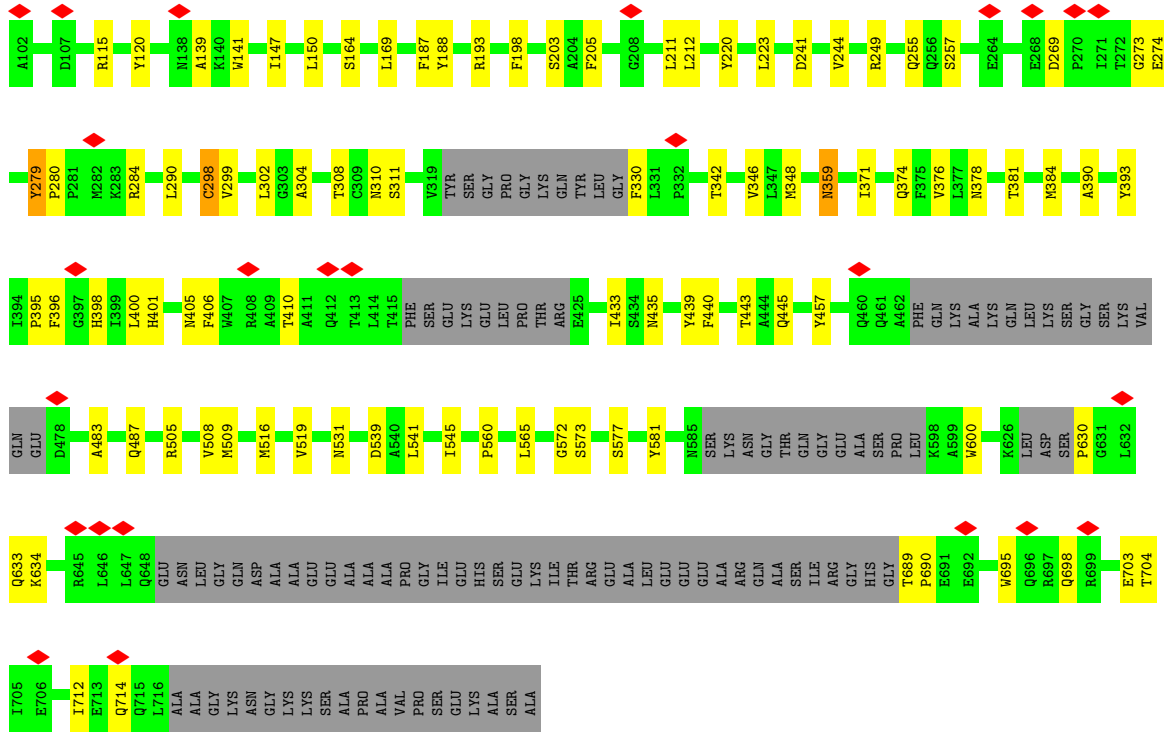 A102 D107 R115 Y120 N138 A139 K140 W141 I147 L150 S164 L169 F187 Y188 R193 F198 S203 A204 F205 G208 L211 L212 Y220 L223 D241 V244 R249 Q255 Q256 S257 E264 E268 D269 P270 I271 T272 G273 E274
Y279 P280 P281 M282 K283 R284 L290 C298 V299 L302 G303 A304 T308 C309 N310 S311 V319 TYR SER GLY PRO GLY LYS GLN TYR LEU GLY F330 L331 P332 T342 V346 L347 M348 N359 I371 Q374 F375 V376 L377 N378 T381 M384 A390 Y393
I394 P395 F396 G397 H398 I399 L400 H401 N405 F406 W407 R408 A409 T410 A411 Q412 T413 L414 T415 PHE SER GLU LYS GLU LEU PRO THR ARG E425 I433 S434 N435 Y439 F440 T443 A444 Q445 Y457 Q460 Q461 A462 PHE GLN LYS ALA LYS GLN LEU LYS SER GLY SER LYS VAL
GLN GLU D478 A483 Q487 R505 V508 M509 M516 V519 N531 D539 A540 L541 I545 P560 L565 G572 S573 S577 Y581 N585 SER LYS ASN GLY THR GLN GLY GLU ALA SER PRO LEU K598 A599 W600 K626 LEU ASP SER P630 G631 L632
Q633 K634 R645 L646 L647 Q648 GLU ASN LEU GLY GLN ASP ALA ALA GLU GLU ALA ALA ALA PRO GLY ILE GLU HIS SER GLU LYS ILE THR ARG GLU ALA LEU GLU GLU GLU ALA ARG GLN ALA SER ILE ARG GLY HIS GLY T689 P690 E691 E692 W695 Q696 R697 Q698 R699 E703 T704
I705 E706 I712 E713 Q714 Q715 L716 ALA ALA GLY LYS ASN GLY LYS LYS SER ALA PRO ALA VAL PRO SER GLU LYS ALA SER ALA